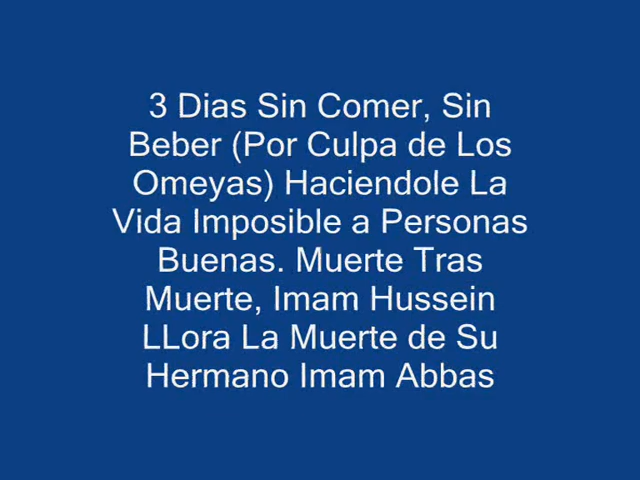 3 Dias Sin Comer, Sin
Beber (Por Culpa de Los
Omeyas) Haciendole La
Vida Imposible a Personas
Buenas. Muerte Tras
Muerte, Imam Hussein
LLora La Muerte de Su
Hermano Imam Abbas